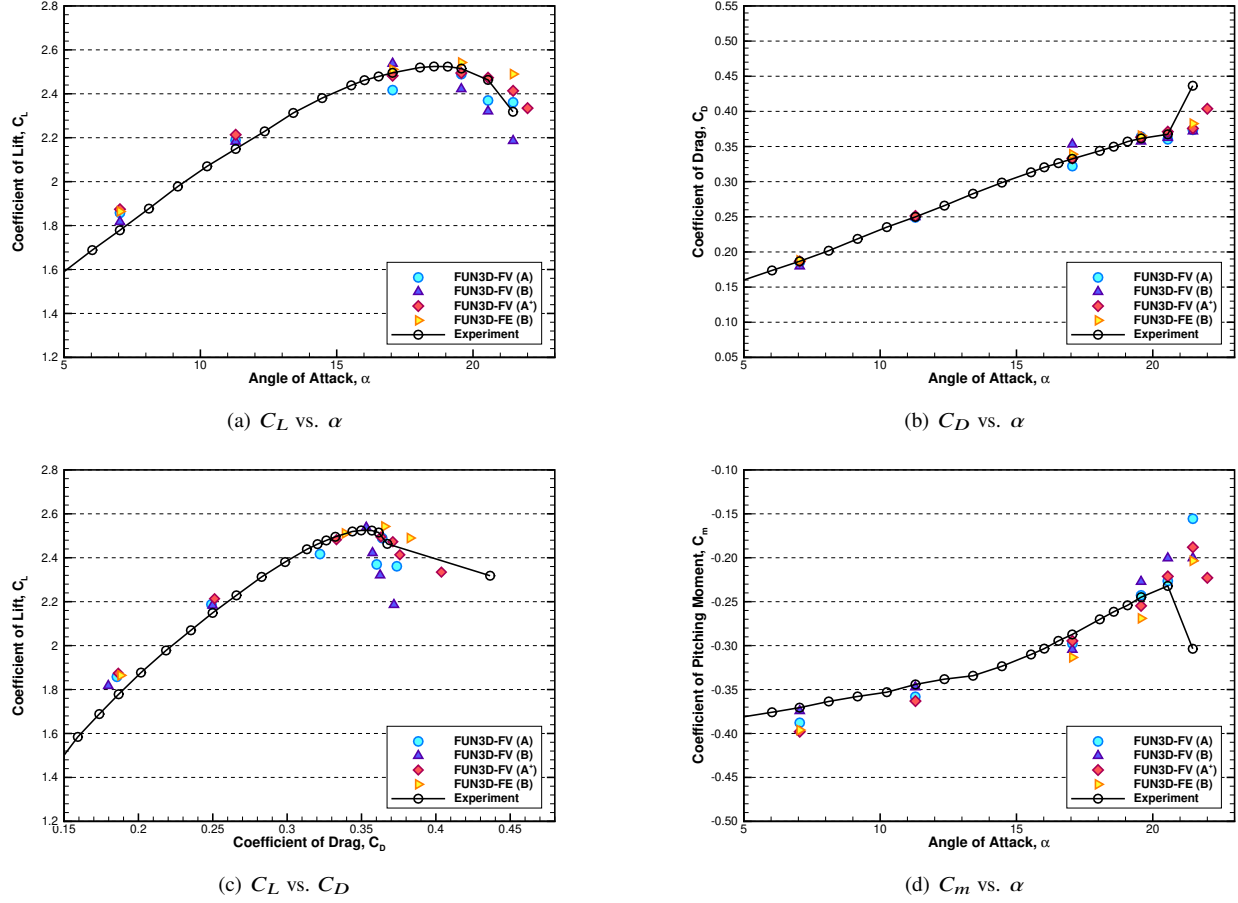 2.8
2.6
2.4
2.2
2
1.8
1.6
1.4
1.2
5
10
15
20
Coefficient of Lift, C_L
Angle of Attack, α
FUN3D-FV (A)
FUN3D-FV (B)
FUN3D-FV (A⁺)
FUN3D-FE (B)
Experiment
(a) C_L vs. α
0.55
0.50
0.45
0.40
0.35
0.30
0.25
0.20
0.15
0.10
0.05
5
10
15
20
Coefficient of Drag, C_D
Angle of Attack, α
FUN3D-FV (A)
FUN3D-FV (B)
FUN3D-FV (A⁺)
FUN3D-FE (B)
Experiment
(b) C_D vs. α
2.8
2.6
2.4
2.2
2
1.8
1.6
1.4
1.2
0.15
0.2
0.25
0.3
0.35
0.4
0.45
Coefficient of Lift, C_L
Coefficient of Drag, C_D
FUN3D-FV (A)
FUN3D-FV (B)
FUN3D-FV (A⁺)
FUN3D-FE (B)
Experiment
(c) C_L vs. C_D
-0.10
-0.15
-0.20
-0.25
-0.30
-0.35
-0.40
-0.45
-0.50
5
10
15
20
Coefficient of Pitching Moment, C_m
Angle of Attack, α
FUN3D-FV (A)
FUN3D-FV (B)
FUN3D-FV (A⁺)
FUN3D-FE (B)
Experiment
(d) C_m vs. α